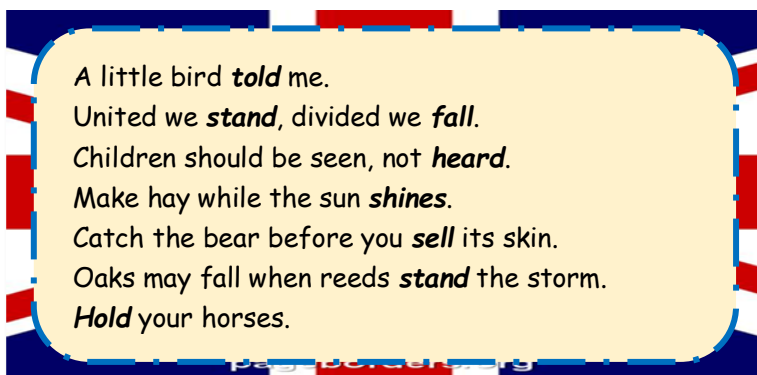 A little bird told me.
United we stand, divided we fall.
Children should be seen, not heard.
Make hay while the sun shines.
Catch the bear before you sell its skin.
Oaks may fall when reeds stand the storm.
Hold your horses.
pageborders.org